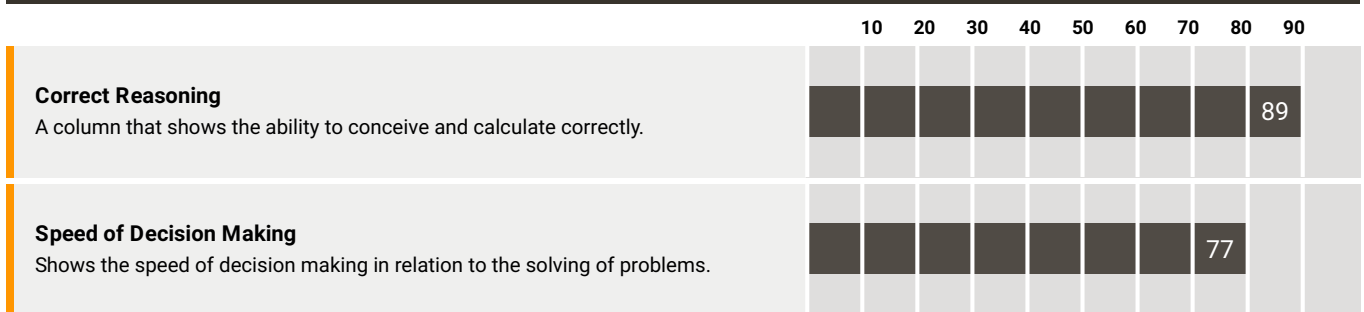 10 20 30 40 50 60 70 80 90
Correct Reasoning
A column that shows the ability to conceive and calculate correctly.
89
Speed of Decision Making
Shows the speed of decision making in relation to the solving of problems.
77